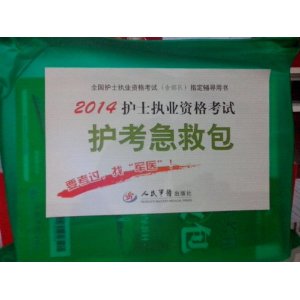 全国护士执业资格考试（含部队）指定辅导用书
2014护士执业资格考试
护考急救包
要考过，找"军医"！
人民军医出版社